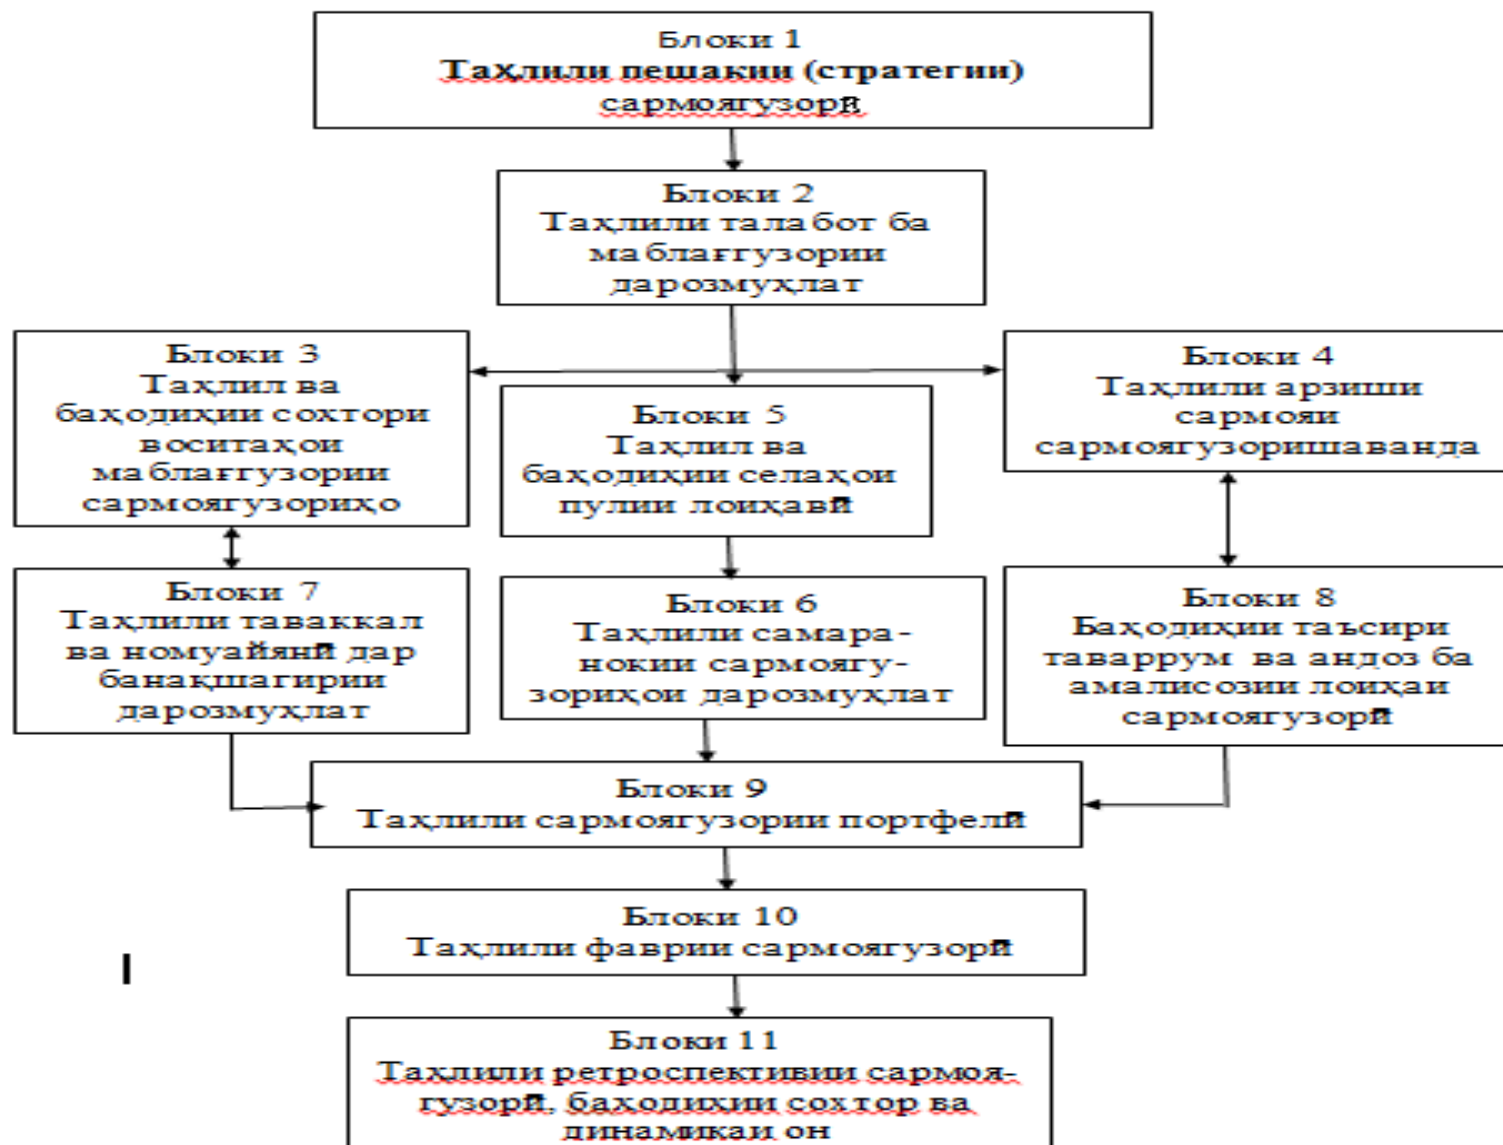 Блоки 1
Таҳлили пешакии (стратегии)
сармоягузорӣ
Блоки 2
Таҳлили талабот ба
маблағгузории
дарозмуҳлат
Блоки 3
Таҳлил ва
баҳодиҳии сохтори
воситаҳои
маблағгузории
сармоягузориҳо
Блоки 4
Таҳлили арзиши
сармояи
сармоягузоришаванда
Блоки 5
Таҳлил ва
баҳодиҳии селаҳои
пулии лоиҳавӣ
Блоки 7
Таҳлили таваккал
ва номуайянӣ дар
банақшагирии
дарозмуҳлат
Блоки 6
Таҳлили самара-
нокии сармоягу-
зориҳои дарозмуҳлат
Блоки 8
Баҳодиҳии таъсири
таваррум ва андоз ба
амалисозии лоиҳаи
сармоягузорӣ
Блоки 9
Таҳлили сармоягузории портфелӣ
Блоки 10
Таҳлили фаврии сармоягузорӣ
Блоки 11
Таҳлили ретроспективии сармоя-
гузорӣ, баҳодиҳии сохтор ва
динамикаи он